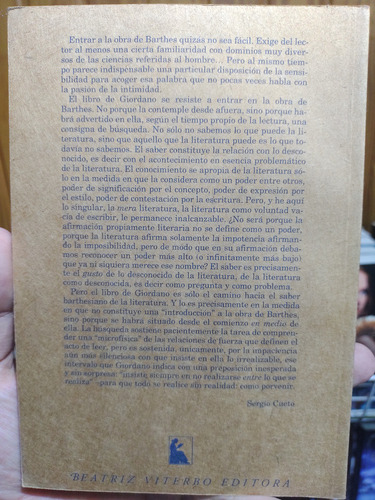 Entrar a la obra de Barthes quizás no sea fácil. Exige del lec-
tor al menos una cierta familiaridad con dominios muy diver-
sos de las ciencias referidas al hombre... Pero al mismo tiem-
po parece indispensable una particular disposición de la sensi-
bilidad para acoger esa palabra que no pocas veces habla con
la pasión de la intimidad.
El libro de Giordano se resiste a entrar en la obra de
Barthes. No porque la contemple desde afuera, sino porque ha-
brá advertido en ella, según el tiempo propio de la lectura, una
consigna de búsqueda. No sólo no sabemos lo que puede la li-
teratura, sino que aquello que la literatura puede es lo que to-
davía no sabemos. El saber constituye la relación con lo desco-
nocido, es decir con el acontecimiento en esencia problemático
de la literatura. El conocimiento se apropia de la literatura só-
lo en la medida en que la considera como un poder entre otros,
poder de significación por el concepto, poder de expresión por
el estilo, poder de contestación por la escritura. Pero, y he aquí
lo singular, la mera literatura, la literatura como voluntad va-
cía de escribir, le permanece inalcanzable. ¿No será porque la
afirmación propiamente literaria no se define como un poder,
porque la literatura afirma solamente la impotencia afirman-
do la imposibilidad, pero de modo que en su afirmación deba-
mos reconocer un poder más alto (o infinitamente más bajo)
que ya ni siquiera merece ese nombre? El saber es precisamen-
te el gusto de lo desconocido de la literatura, de la literatura
como desconocida, es decir como pregunta y como problema.
Pero el libro de Giordano es sólo el camino hacia el saber
barthesiano de la literatura. Y lo es precisamente en la medida
en que no constituye una "introducción" a la obra de Barthes,
sino porque se habrá situado desde el comienzo en medio de
ella. La búsqueda sostiene pacientemente la tarea de compren-
der una "microfísica" de las relaciones de fuerza que definen el
acto de leer, pero es sostenida, únicamente, por la impaciencia
aún más silenciosa con que insiste en ella lo irrealizable, ese
intervalo que Giordano indica con una preposición inesperada
y sin sorpresa: "insistir siempre en no realizarse entre lo que se
realiza" -para que todo se realice sin realidad: como porvenir.
Sergio Cueto
BEATRIZ VITERBO EDITORA